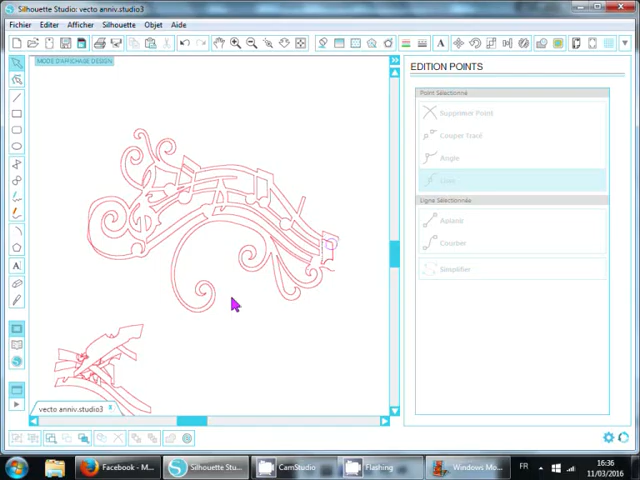 Silhouette Studio: vecto anniv.studio3
Fichier Editer Afficher Silhouette Objet Aide
MODE D'AFFICHAGE DESIGN
EDITION POINTS
Point Sélectionné
Supprimer Point
Couper Tracé
Angle
Ligne Sélectionnée
Aplanir
Courber
Simplifier
vecto anniv.studio3
Facebook - M...
Silhouette Stu...
CamStudio
Flashing
Windows Mo...
FR
16:36
11/03/2016